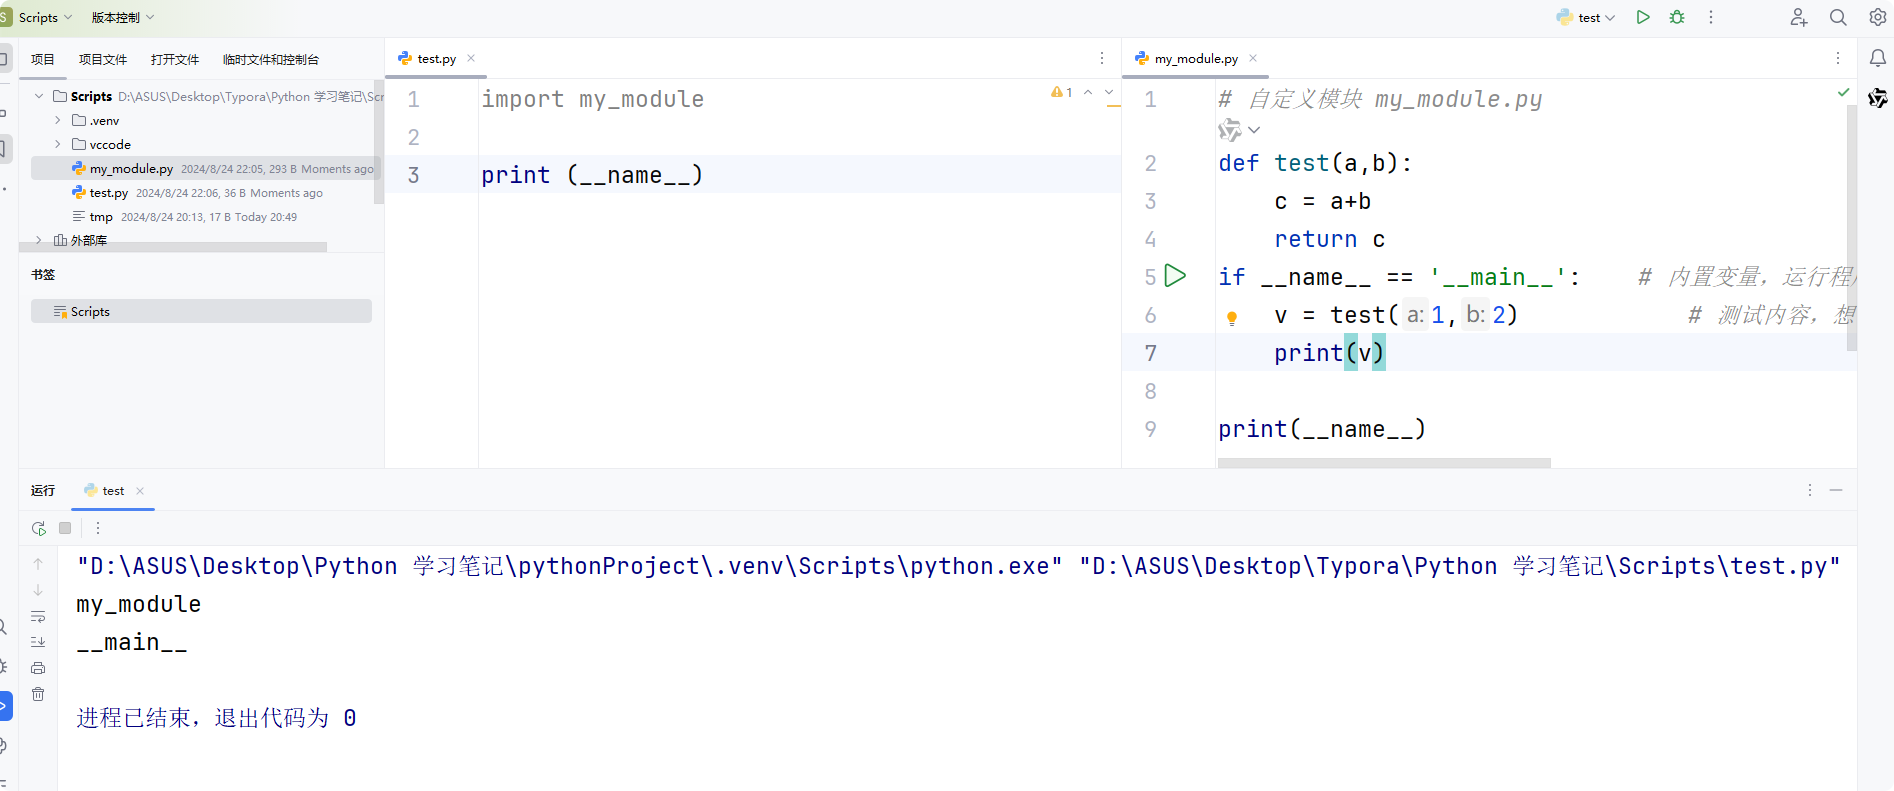 Scripts 版本控制 test
项目 项目文件 打开文件 临时文件和控制台
Scripts D:\ASUS\Desktop\Typora\Python 学习笔记\Scr
.venv
vccode
my_module.py 2024/8/24 22:05, 293 B Moments ago
test.py 2024/8/24 22:06, 36 B Moments ago
tmp 2024/8/24 20:13, 17 B Today 20:49
外部库
书签
Scripts
test.py
1
1 import my_module
2
3 print (__name__)
my_module.py
1 # 自定义模块 my_module.py
2 def test(a,b):
3 c = a+b
4 return c
5 if __name__ == '__main__': # 内置变量，运行程
6 v = test( a: 1, b: 2) # 测试内容，想
7 print(v)
8
9 print(__name__)
运行 test
"D:\ASUS\Desktop\Python 学习笔记\pythonProject\.venv\Scripts\python.exe" "D:\ASUS\Desktop\Typora\Python 学习笔记\Scripts\test.py"
my_module
__main__
进程已结束，退出代码为 0